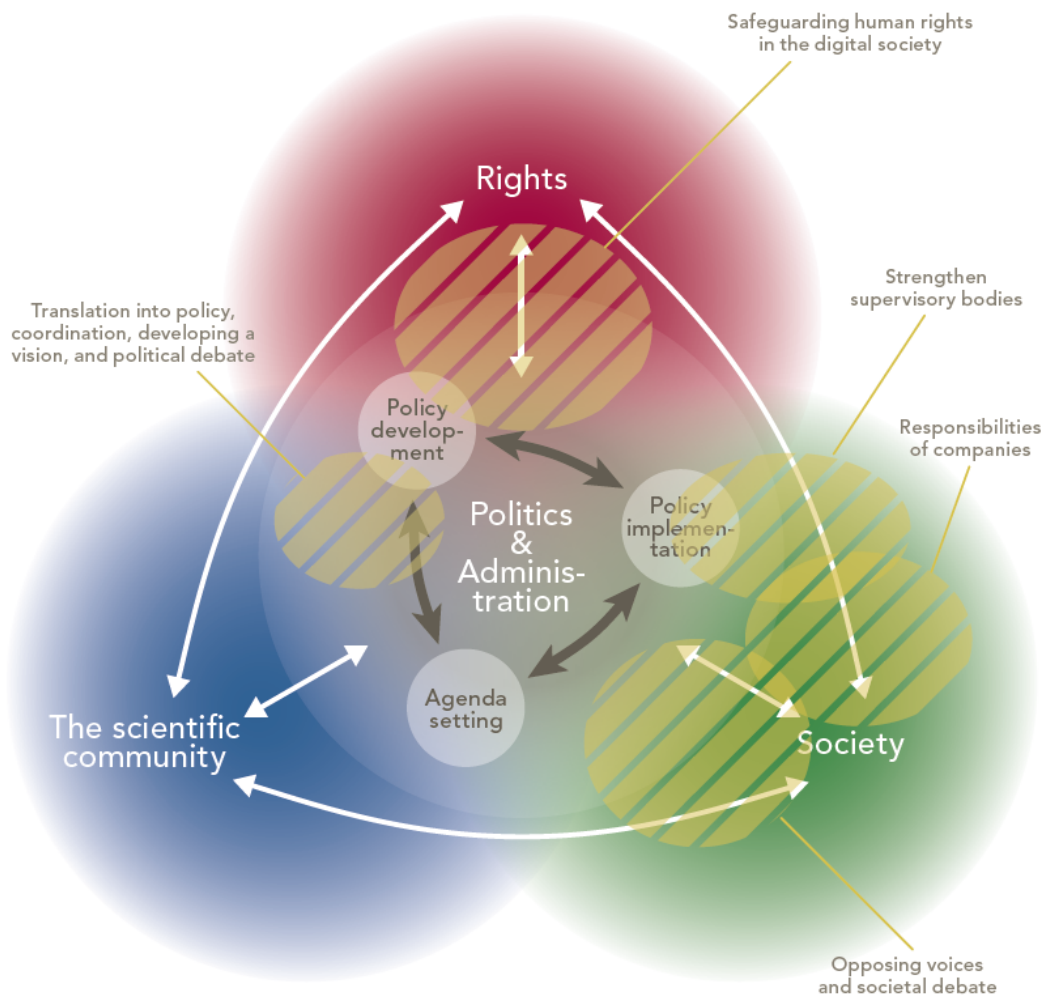 Safeguarding human rights
in the digital society
Rights
Strengthen
supervisory bodies
Translation into policy,
coordination, developing a
vision, and political debate
Policy
develop-
ment
Responsibilities
of companies
Politics
&
Adminis-
tration
Policy
implemen-
tation
Agenda
setting
The scientific
community
Society
Opposing voices
and societal debate